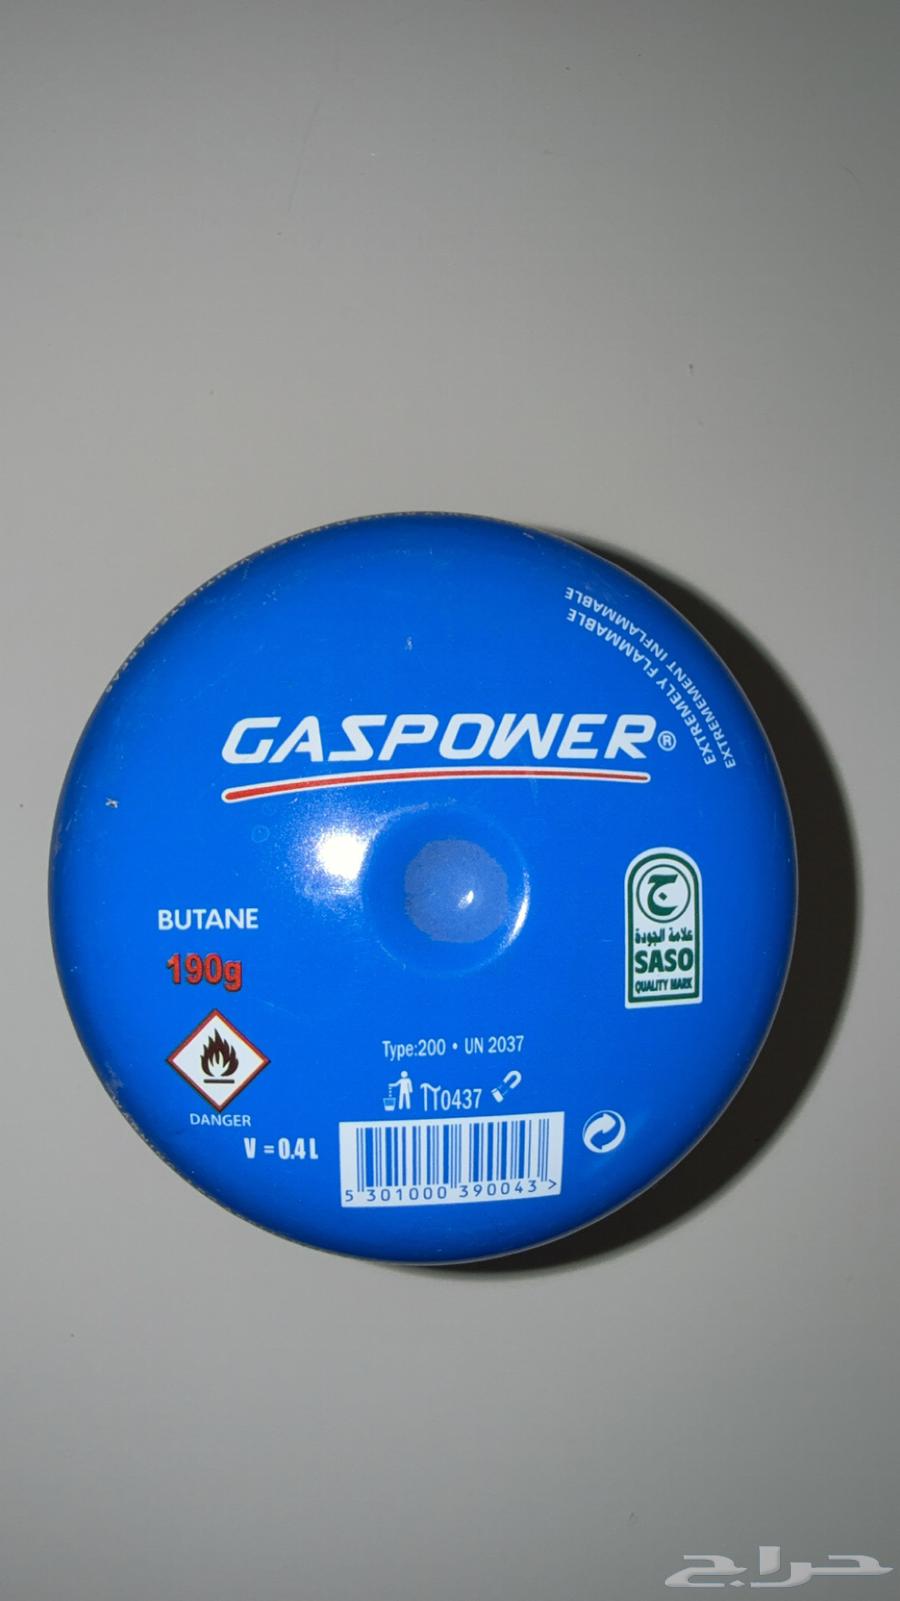 EXTREMEMENT INFLAMMABLE
EXTREMELY FLAMMABLE
GASPOWER®
BUTANE
190g
ج
علامة الجودة
SASO
QUALITY MARK
DANGER
Type:200 • UN 2037
0437
V = 0.4 L
5 301000 390043 >
حراج